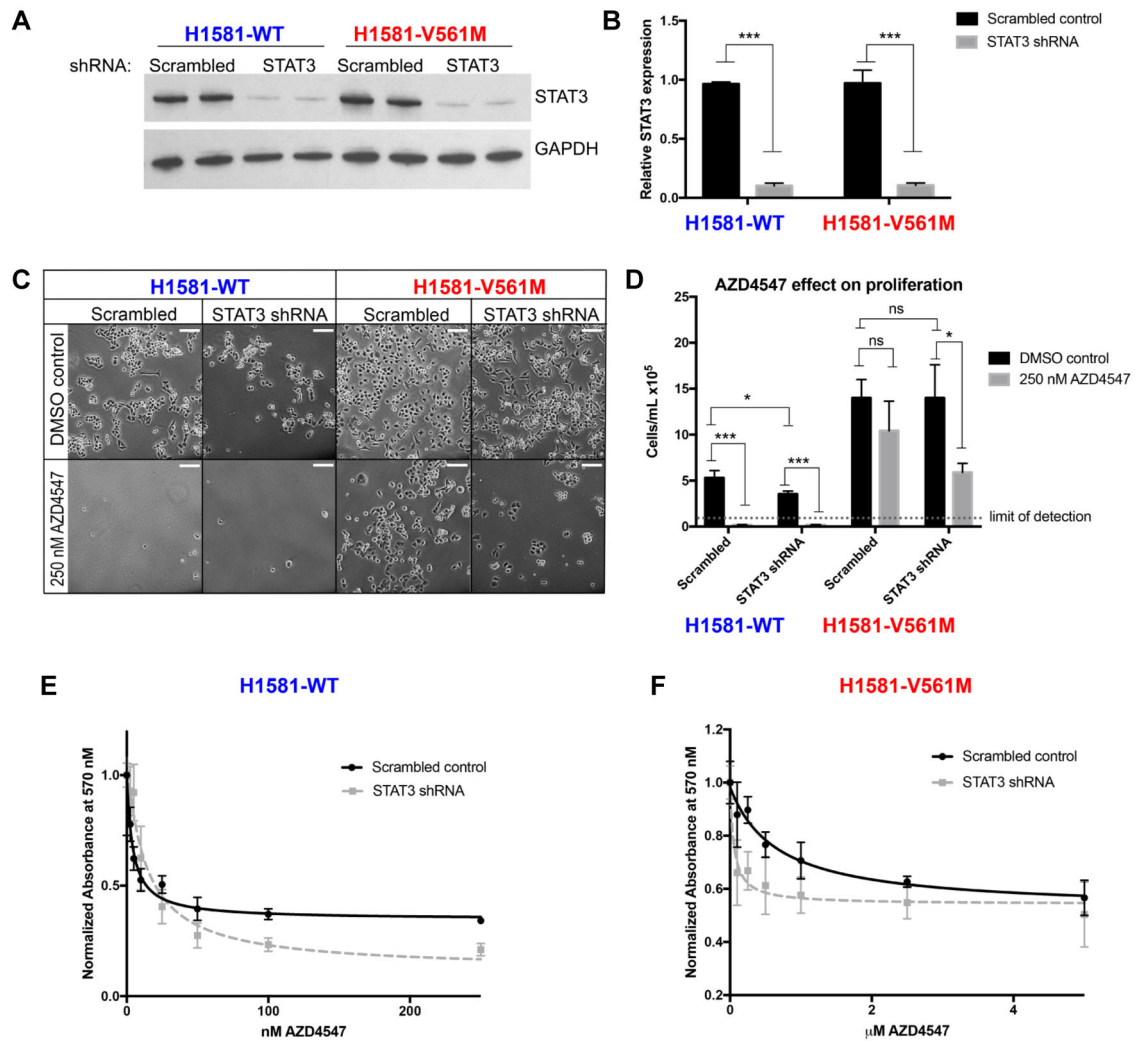 A
H1581-WT H1581-V561M
shRNA: Scrambled STAT3 Scrambled STAT3
STAT3
GAPDH
B
Relative STAT3 expression
1.5
1.0
0.5
0.0
*** ***
Scrambled control
STAT3 shRNA
H1581-WT H1581-V561M
C
H1581-WT H1581-V561M
Scrambled STAT3 shRNA Scrambled STAT3 shRNA
DMSO control
250 nM AZD4547
D
AZD4547 effect on proliferation
Cells/mL x10⁵
25
20
15
10
5
0
ns
ns *
*
*** ***
DMSO control
250 nM AZD4547
limit of detection
Scrambled STAT3 shRNA Scrambled STAT3 shRNA
H1581-WT H1581-V561M
E
H1581-WT
Normalized Absorbance at 570 nM
1.0
0.5
0.0
0 100 200
nM AZD4547
Scrambled control
STAT3 shRNA
F
H1581-V561M
Normalized Absorbance at 570 nM
1.2
1.0
0.8
0.6
0.4
0.2
0 2 4
µM AZD4547
Scrambled control
STAT3 shRNA